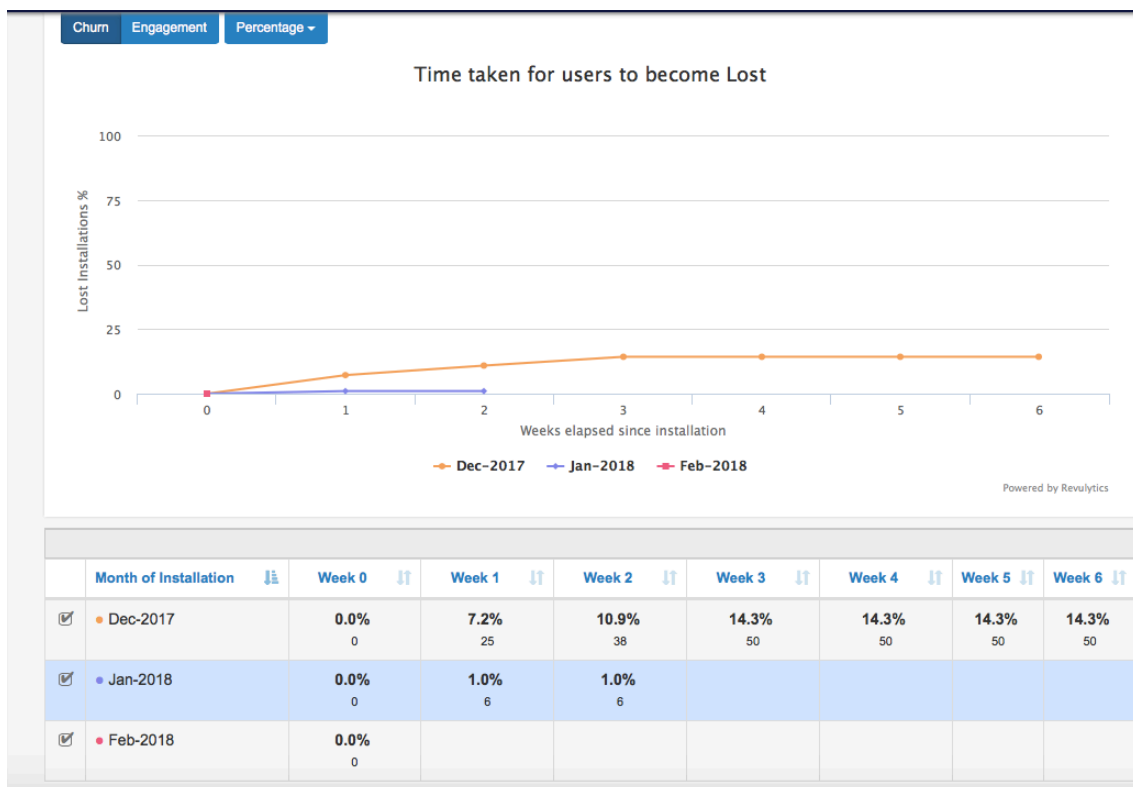 Churn Engagement Percentage
Time taken for users to become Lost
100
75
50
25
0
Lost Installations %
0 1 2 3 4 5 6
Weeks elapsed since installation
Dec-2017 Jan-2018 Feb-2018
Powered by Revulytics
Month of Installation Week 0 Week 1 Week 2 Week 3 Week 4 Week 5 Week 6
Dec-2017 0.0% 7.2% 10.9% 14.3% 14.3% 14.3% 14.3%
0 25 38 50 50 50 50
Jan-2018 0.0% 1.0% 1.0%
0 6 6
Feb-2018 0.0%
0